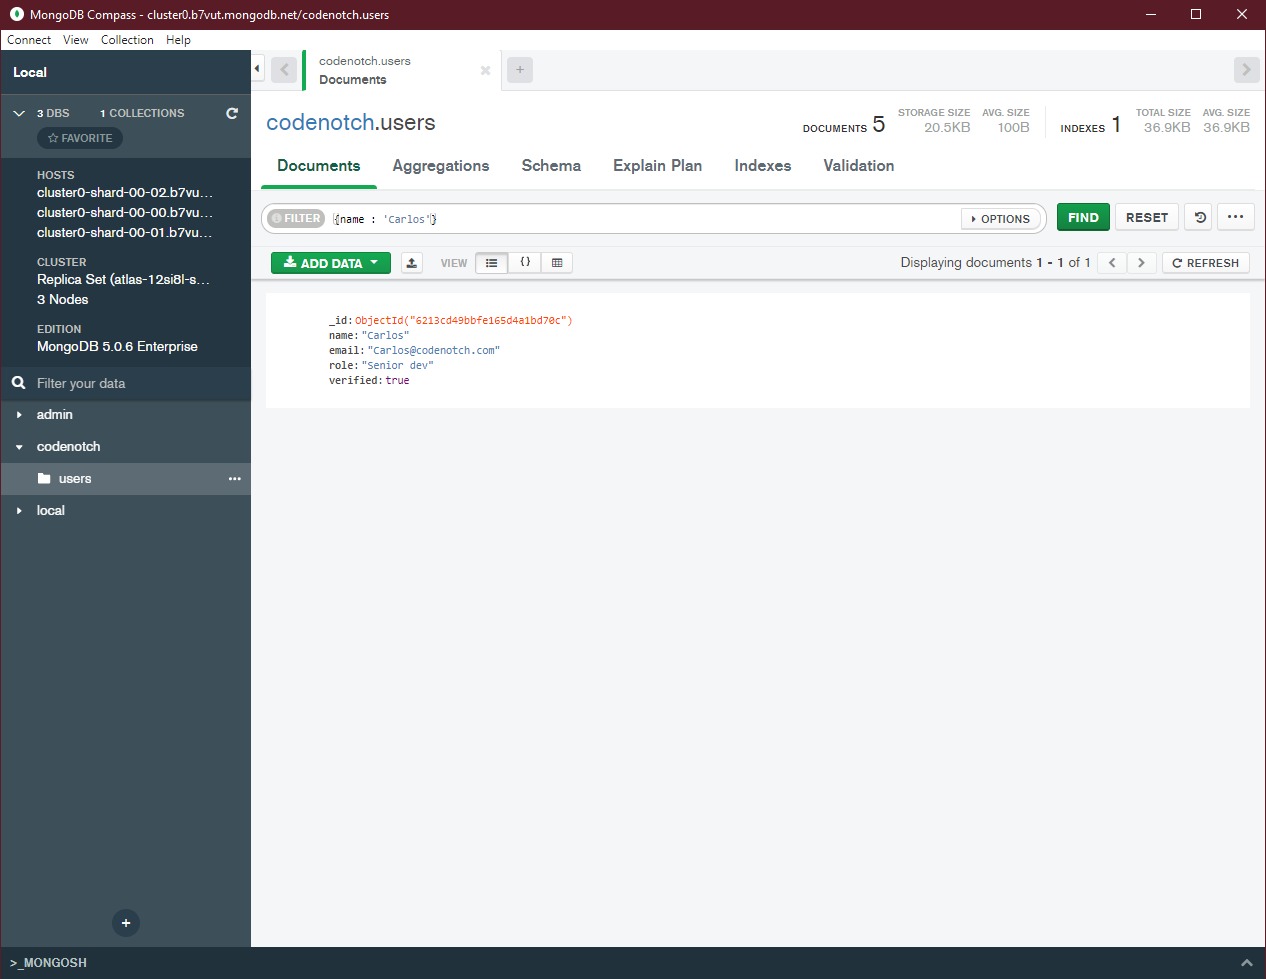 MongoDB Compass - cluster0.b7vut.mongodb.net/codenotch.users
Connect View Collection Help
Local
3 DBS 1 COLLECTIONS
FAVORITE
HOSTS
cluster0-shard-00-02.b7vu...
cluster0-shard-00-00.b7vu...
cluster0-shard-00-01.b7vu...
CLUSTER
Replica Set (atlas-12si8l-s...
3 Nodes
EDITION
MongoDB 5.0.6 Enterprise
Filter your data
admin
codenotch
users
local
>_MONGOSH
codenotch.users
Documents
codenotch.users
DOCUMENTS 5
STORAGE SIZE
20.5KB
AVG. SIZE
100B
INDEXES 1
TOTAL SIZE
36.9KB
AVG. SIZE
36.9KB
Documents Aggregations Schema Explain Plan Indexes Validation
FILTER {name : 'Carlos'} OPTIONS FIND RESET
ADD DATA VIEW {} Displaying documents 1 - 1 of 1 REFRESH
_id:ObjectId("6213cd49bbfe165d4a1bd70c")
name:"Carlos"
email:"Carlos@codenotch.com"
role:"Senior dev"
verified:true